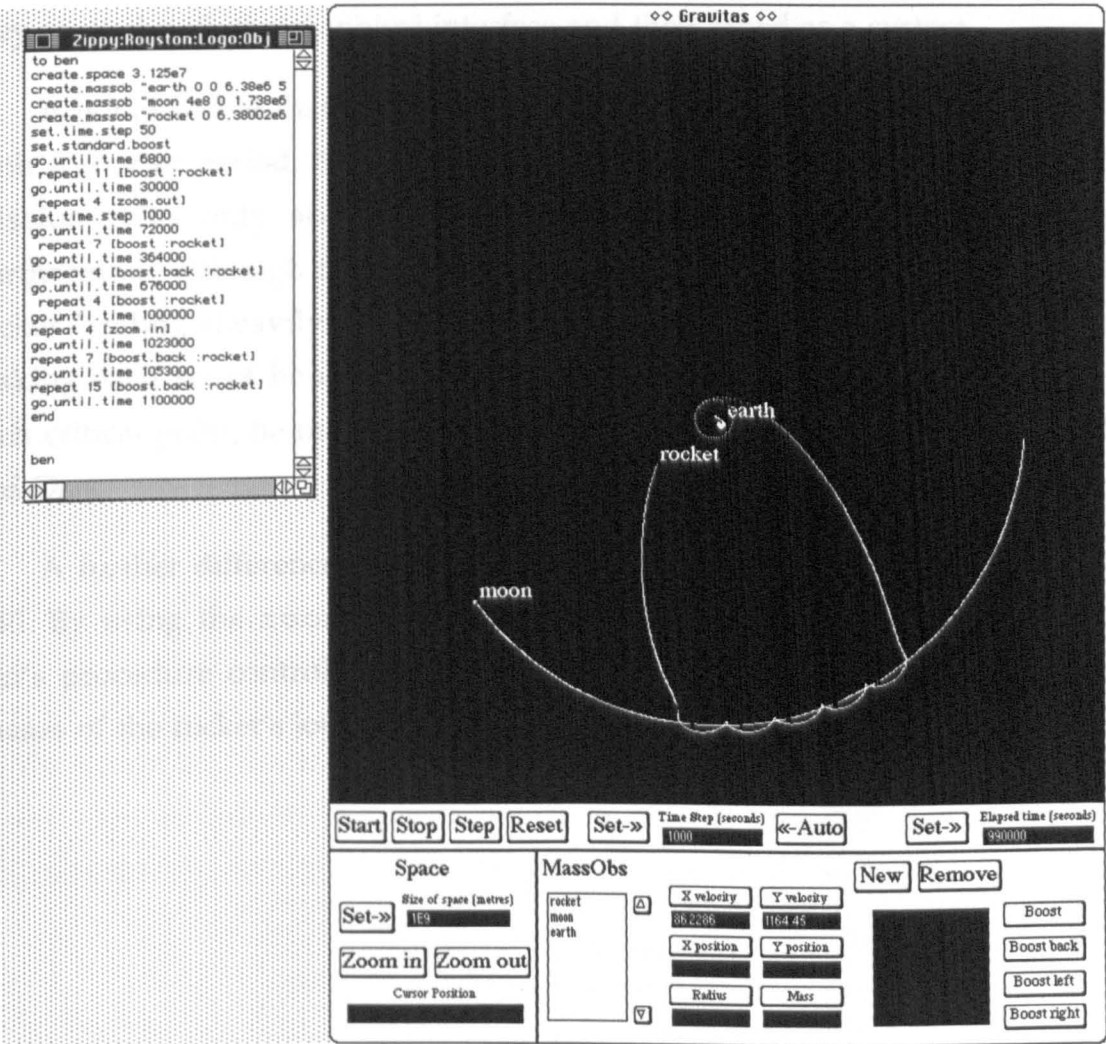 Zippy:Royston:Logo:Obj
to ben
create.space 3.125e7
create.massob "earth 0 0 6.38e6 5
create.massob "moon 4e8 0 1.738e6
create.massob "rocket 0 6.38002e6
set.time.step 50
set.standard.boost
go.until.time 6800
repeat 11 [boost :rocket]
go.until.time 30000
repeat 4 [zoom.out]
set.time.step 1000
go.until.time 72000
repeat 7 [boost :rocket]
go.until.time 364000
repeat 4 [boost.back :rocket]
go.until.time 676000
repeat 4 [boost :rocket]
go.until.time 1000000
repeat 4 [zoom.in]
go.until.time 1023000
repeat 7 [boost.back :rocket]
go.until.time 1053000
repeat 15 [boost.back :rocket]
go.until.time 1100000
end
ben
◇◇ Gravitas ◇◇
earth
rocket
moon
Start Stop Step Reset Set-» Time Step (seconds) «-Auto Set-» Elapsed time (seconds)
1000 990000
Space
Size of space (metres)
Set-» 1E9
Zoom in Zoom out
Cursor Position
MassObs
New Remove
rocket
moon
earth
X velocity Y velocity
86.2286 1164.45
X position Y position
Radius Mass
Boost
Boost back
Boost left
Boost right